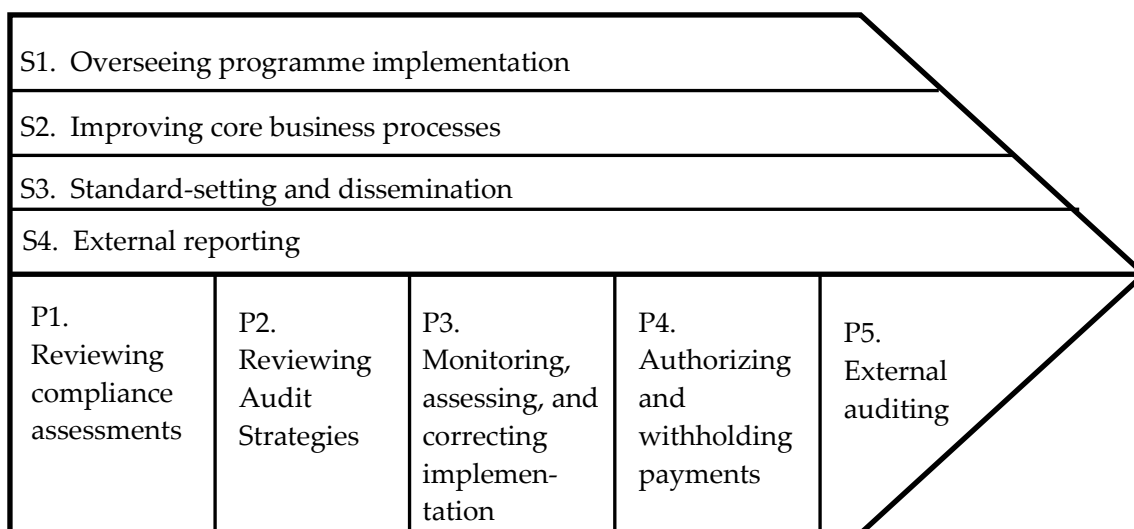 S1. Overseeing programme implementation
S2. Improving core business processes
S3. Standard-setting and dissemination
S4. External reporting
P1.
Reviewing
compliance
assessments
P2.
Reviewing
Audit
Strategies
P3.
Monitoring,
assessing, and
correcting
implemen-
tation
P4.
Authorizing
and
withholding
payments
P5.
External
auditing